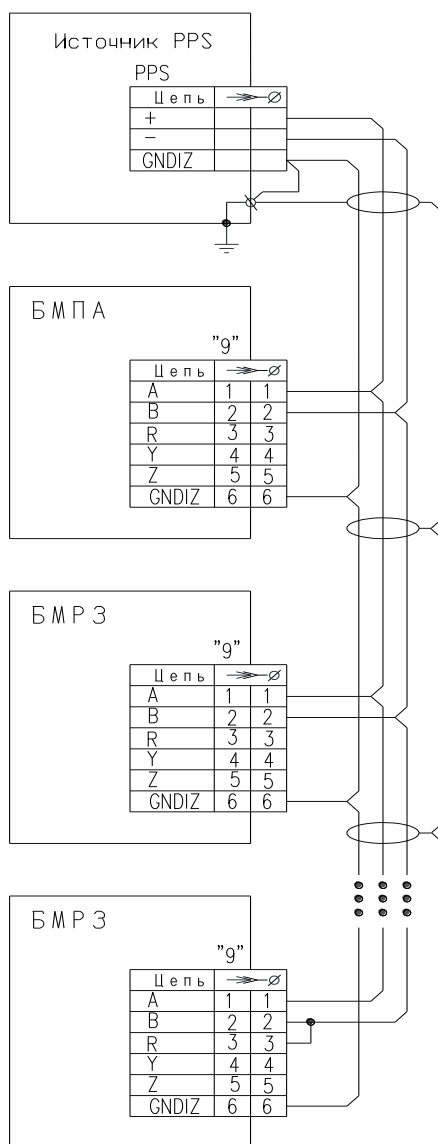 Источник PPS
PPS
Цепь
+
−
GNDIZ
БМПА
"9"
Цепь
A 1 1
B 2 2
R 3 3
Y 4 4
Z 5 5
GNDIZ 6 6
БМРЗ
"9"
Цепь
A 1 1
B 2 2
R 3 3
Y 4 4
Z 5 5
GNDIZ 6 6
БМРЗ
"9"
Цепь
A 1 1
B 2 2
R 3 3
Y 4 4
Z 5 5
GNDIZ 6 6